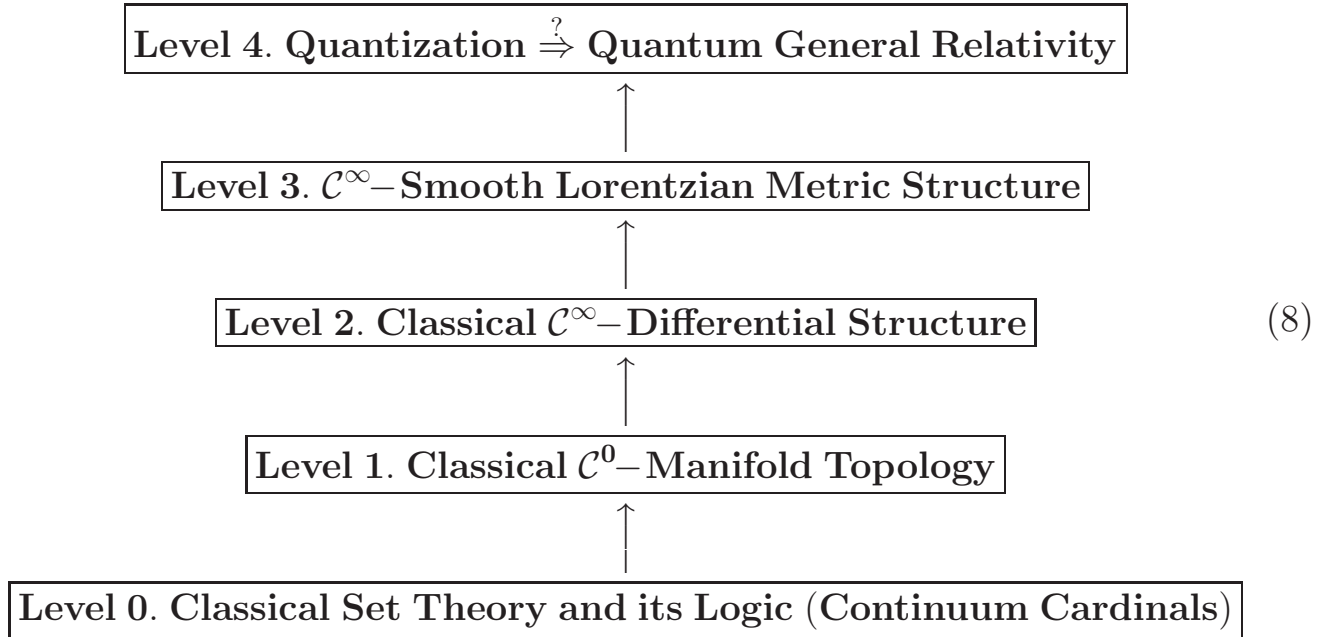 Level 4. Quantization ?⇒ Quantum General Relativity
Level 3. C∞–Smooth Lorentzian Metric Structure
Level 2. Classical C∞–Differential Structure
(8)
Level 1. Classical C⁰–Manifold Topology
Level 0. Classical Set Theory and its Logic (Continuum Cardinals)